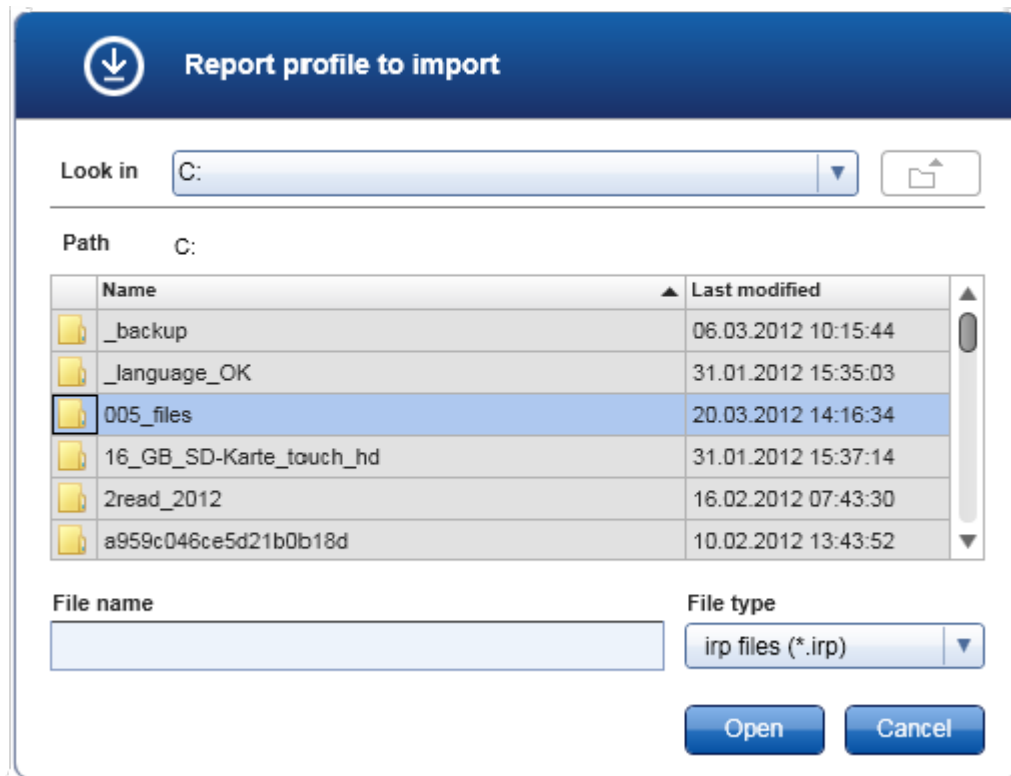 Report profile to import
Look in C:
Path C:
Name Last modified
_backup 06.03.2012 10:15:44
_language_OK 31.01.2012 15:35:03
005_files 20.03.2012 14:16:34
16_GB_SD-Karte_touch_hd 31.01.2012 15:37:14
2read_2012 16.02.2012 07:43:30
a959c046ce5d21b0b18d 10.02.2012 13:43:52
File name File type
irp files (*.irp)
Open Cancel